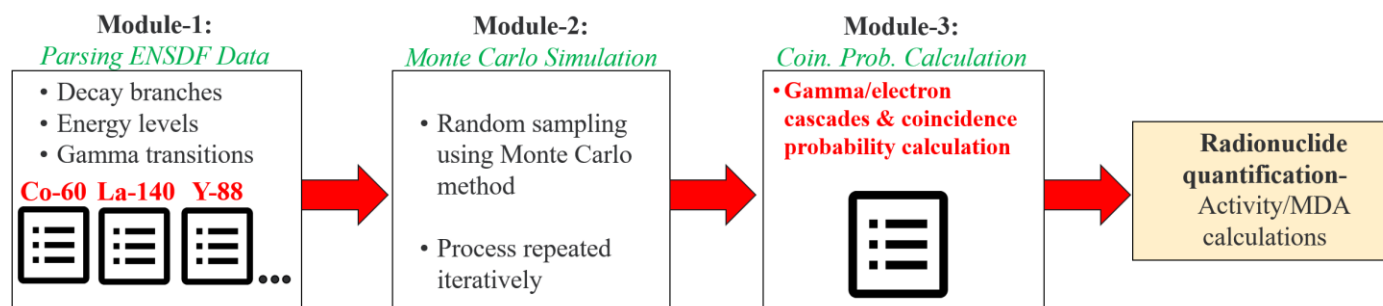 Module-1:
Parsing ENSDF Data
• Decay branches
• Energy levels
• Gamma transitions
Co-60 La-140 Y-88
Module-2:
Monte Carlo Simulation
• Random sampling
using Monte Carlo
method
• Process repeated
iteratively
Module-3:
Coin. Prob. Calculation
• Gamma/electron
cascades & coincidence
probability calculation
Radionuclide
quantification-
Activity/MDA
calculations